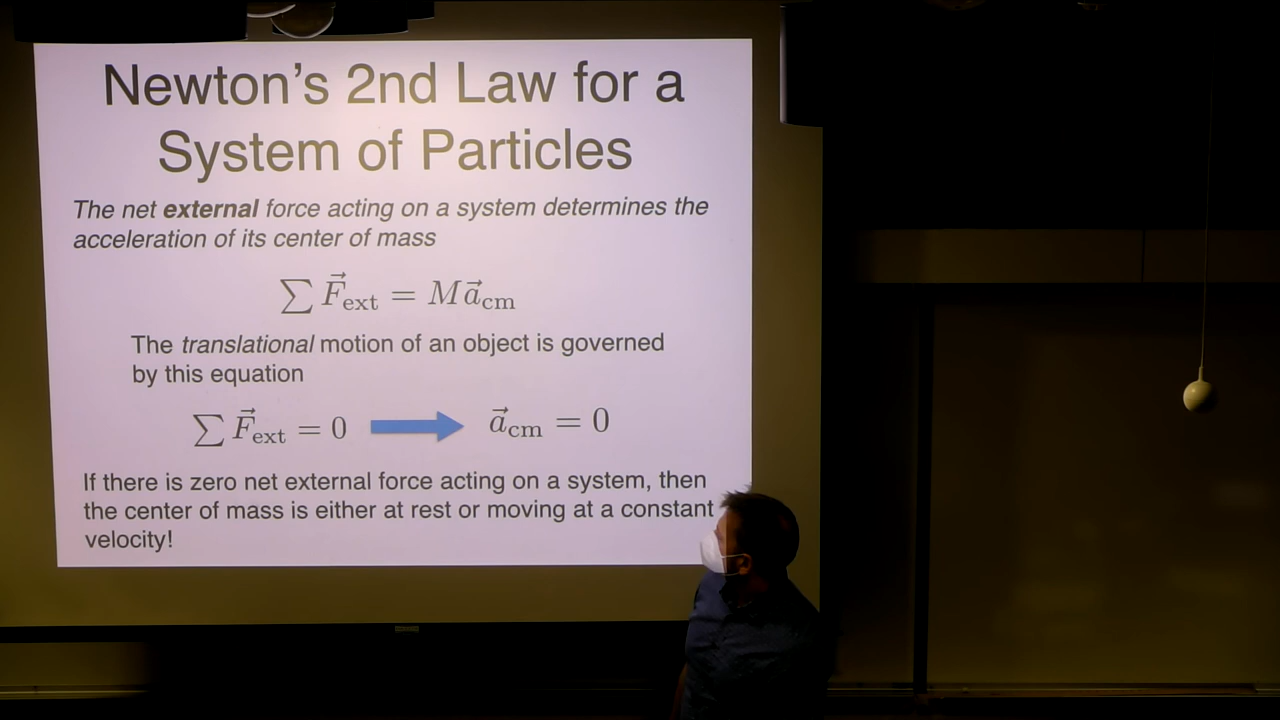 Newton's 2nd Law for a
System of Particles
The net external force acting on a system determines the
acceleration of its center of mass
∑ F⃗_ext = M a⃗_cm
The translational motion of an object is governed
by this equation
∑ F⃗_ext = 0 → a⃗_cm = 0
If there is zero net external force acting on a system, then
the center of mass is either at rest or moving at a constant
velocity!